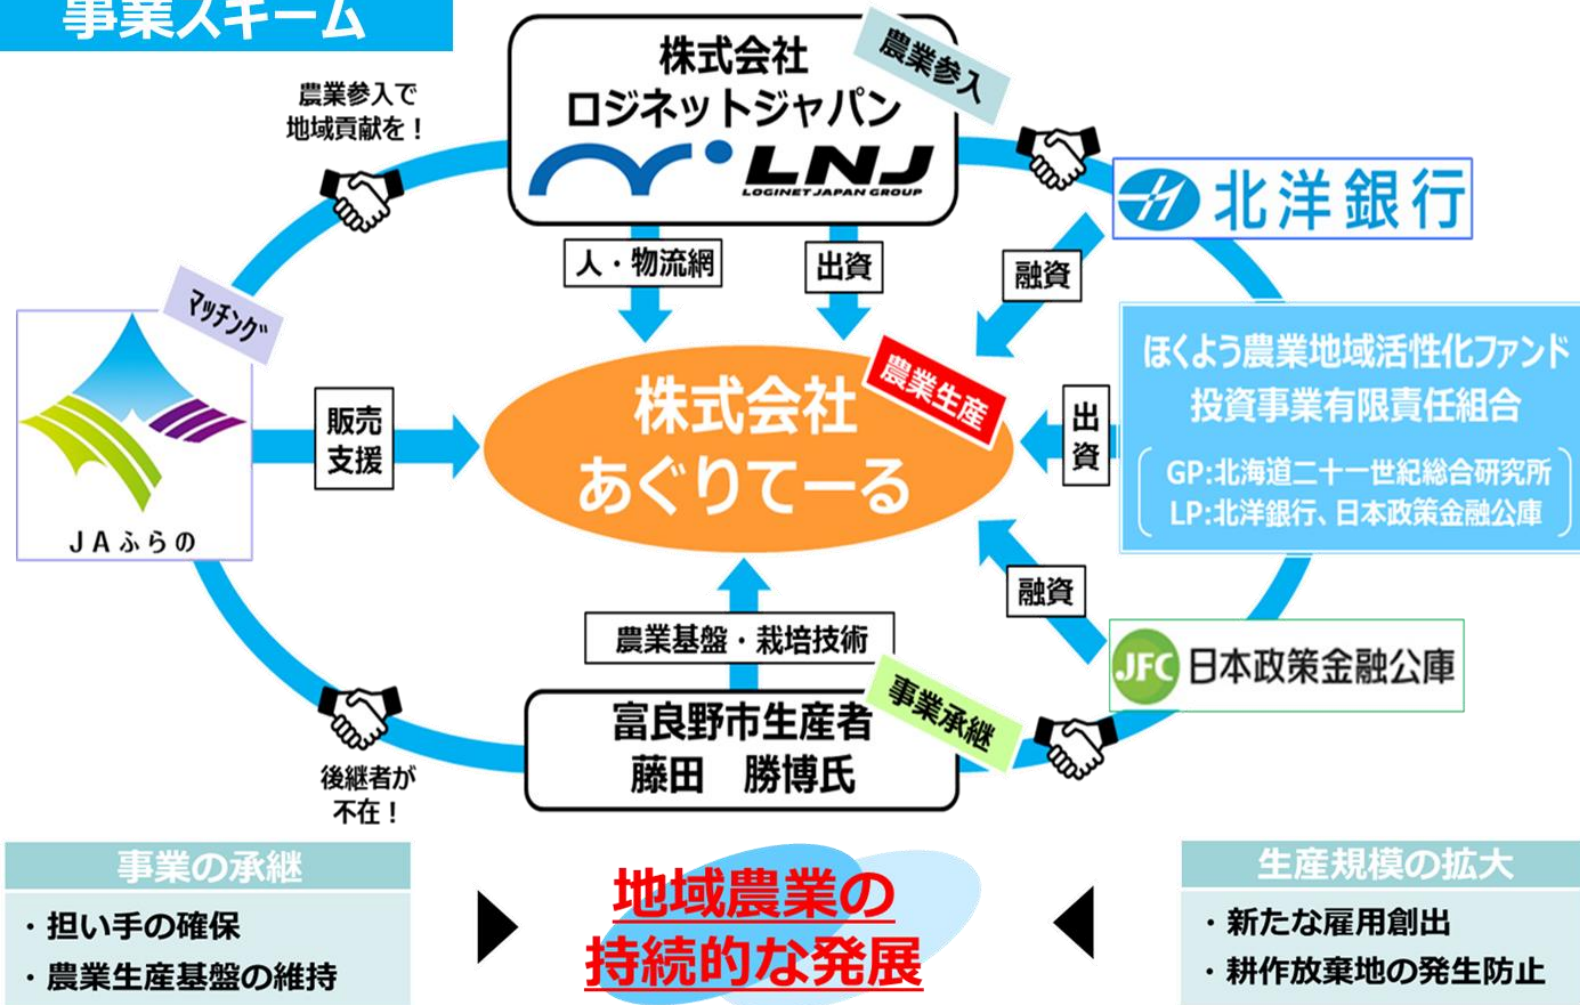 事業スキーム
農業参入で
地域貢献を！
株式会社
ロジネットジャパン
LNJ
LOGINET JAPAN GROUP
農業参入
北洋銀行
人・物流網
出資
融資
マッチング
JAふらの
販売
支援
株式会社
あぐりてーる
農業生産
出
資
ほくよう農業地域活性化ファンド
投資事業有限責任組合
GP:北海道二十一世紀総合研究所
LP:北洋銀行、日本政策金融公庫
融資
JFC 日本政策金融公庫
農業基盤・栽培技術
富良野市生産者
藤田　勝博氏
事業承継
後継者が
不在！
事業の承継
・担い手の確保
・農業生産基盤の維持
地域農業の
持続的な発展
生産規模の拡大
・新たな雇用創出
・耕作放棄地の発生防止